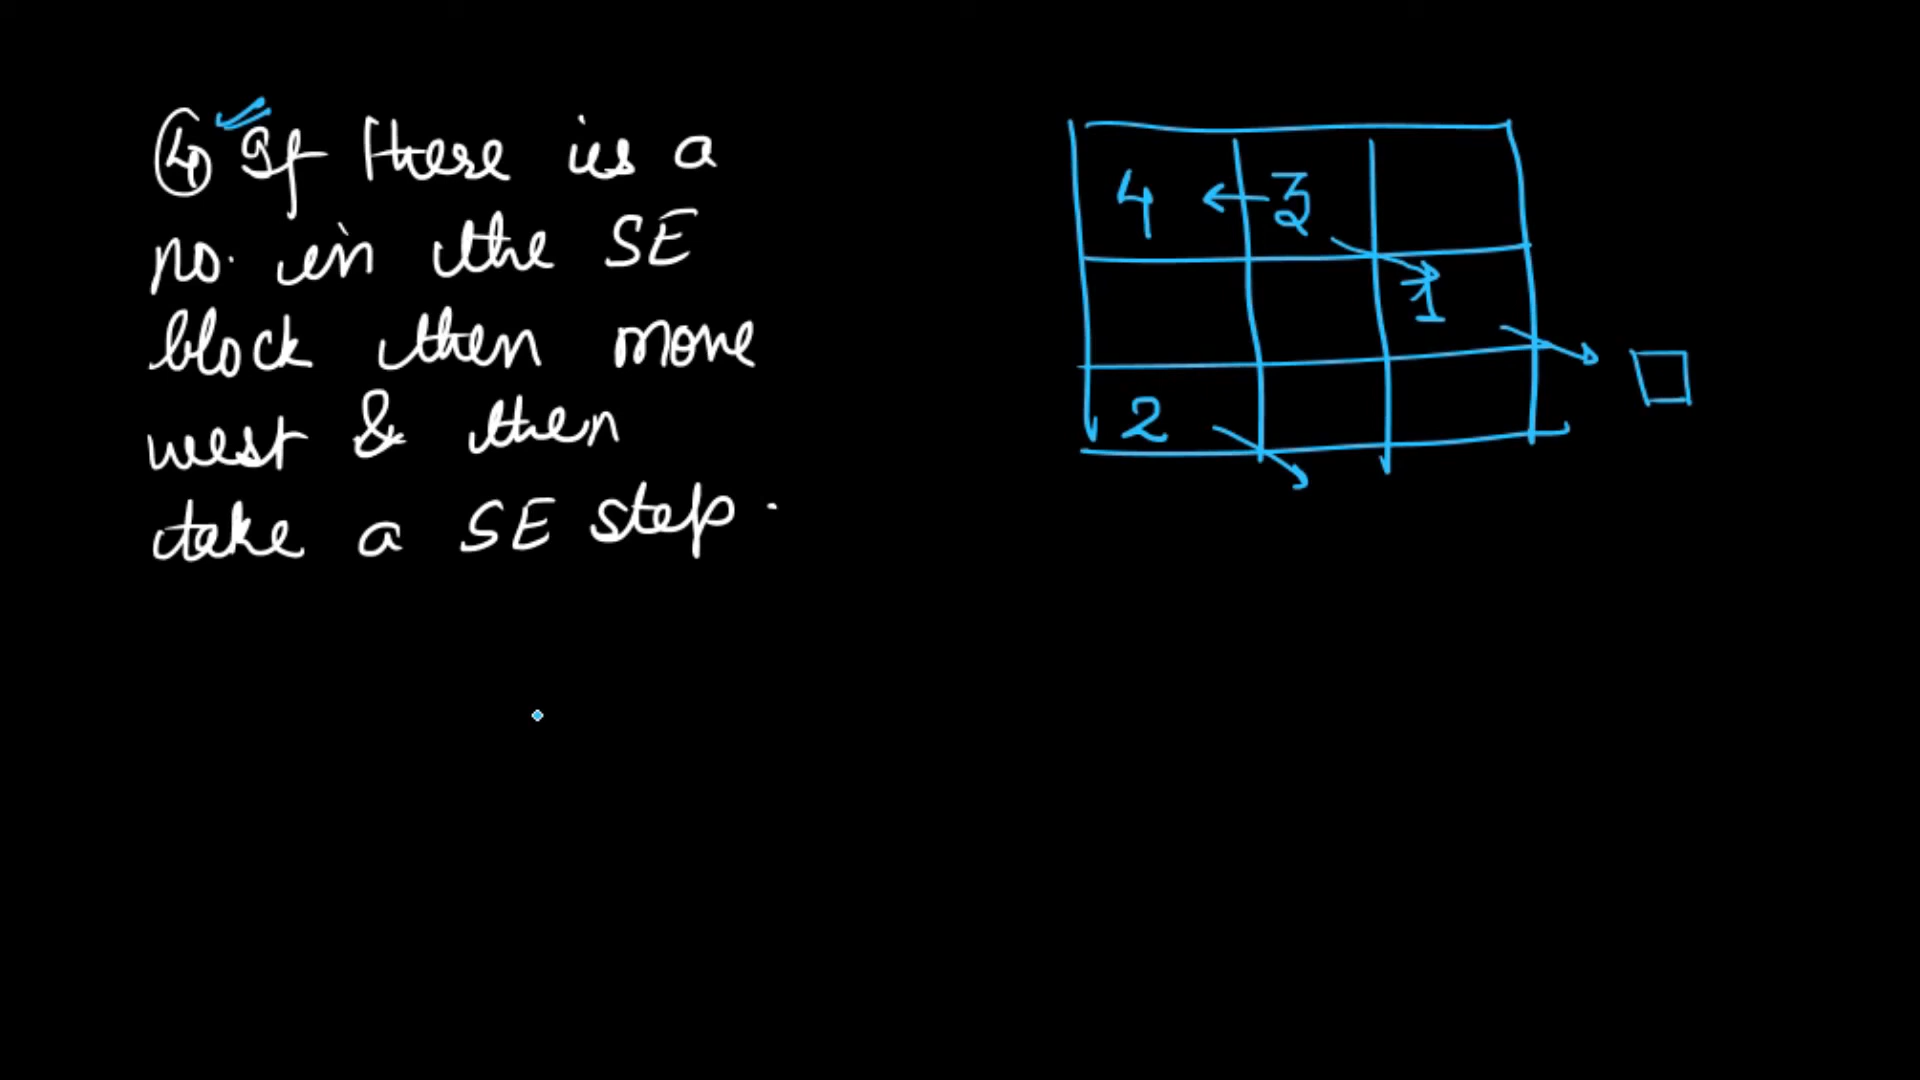 ④ If there is a
no. in the SE
block then move
west & then
take a SE step.
4 ← 3
1
2